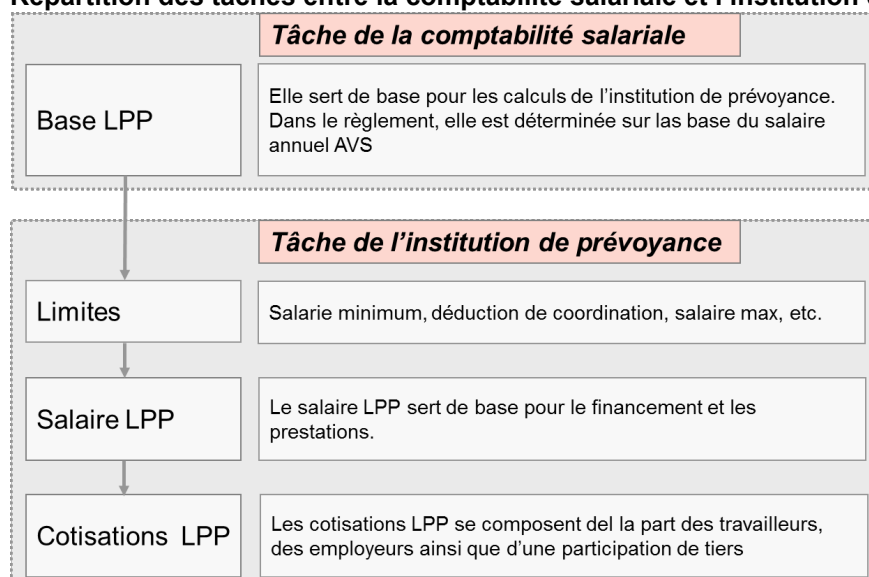 Répartition des tâches entre la comptabilité salariale et l'institution
Tâche de la comptabilité salariale
Base LPP
Elle sert de base pour les calculs de l'institution de prévoyance.
Dans le règlement, elle est déterminée sur las base du salaire
annuel AVS
Tâche de l'institution de prévoyance
Limites
Salarie minimum, déduction de coordination, salaire max, etc.
Salaire LPP
Le salaire LPP sert de base pour le financement et les
prestations.
Cotisations LPP
Les cotisations LPP se composent del la part des travailleurs,
des employeurs ainsi que d'une participation de tiers